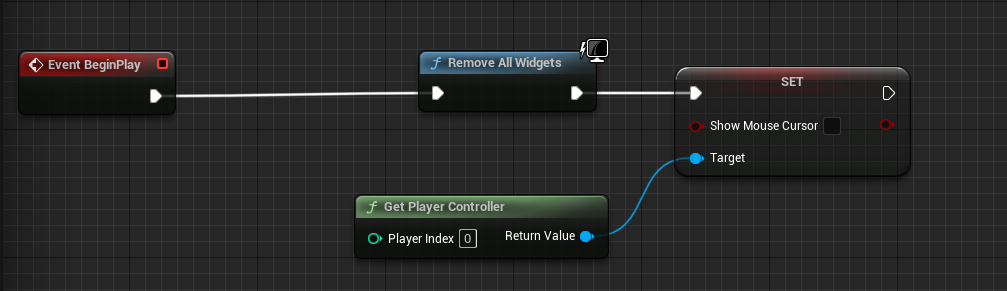 Event BeginPlay
Remove All Widgets
SET
Show Mouse Cursor
Target
Get Player Controller
Player Index 0
Return Value